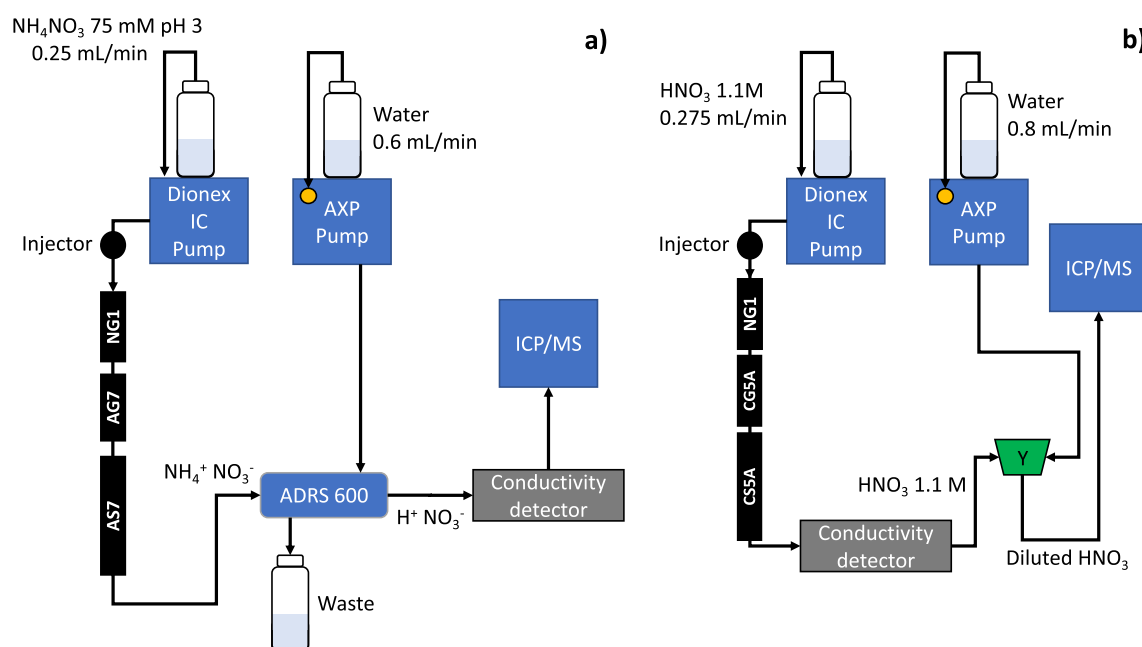 NH₄NO₃ 75 mM pH 3
0.25 mL/min
a)
Water
0.6 mL/min
Dionex
IC
Pump
AXP
Pump
Injector
NG1
AG7
AS7
ICP/MS
NH₄⁺ NO₃⁻
ADRS 600
H⁺ NO₃⁻
Conductivity
detector
Waste
b)
HNO₃ 1.1M
0.275 mL/min
Water
0.8 mL/min
Dionex
IC
Pump
AXP
Pump
Injector
ICP/MS
NG1
CG5A
CS5A
Y
HNO₃ 1.1 M
Conductivity
detector
Diluted HNO₃